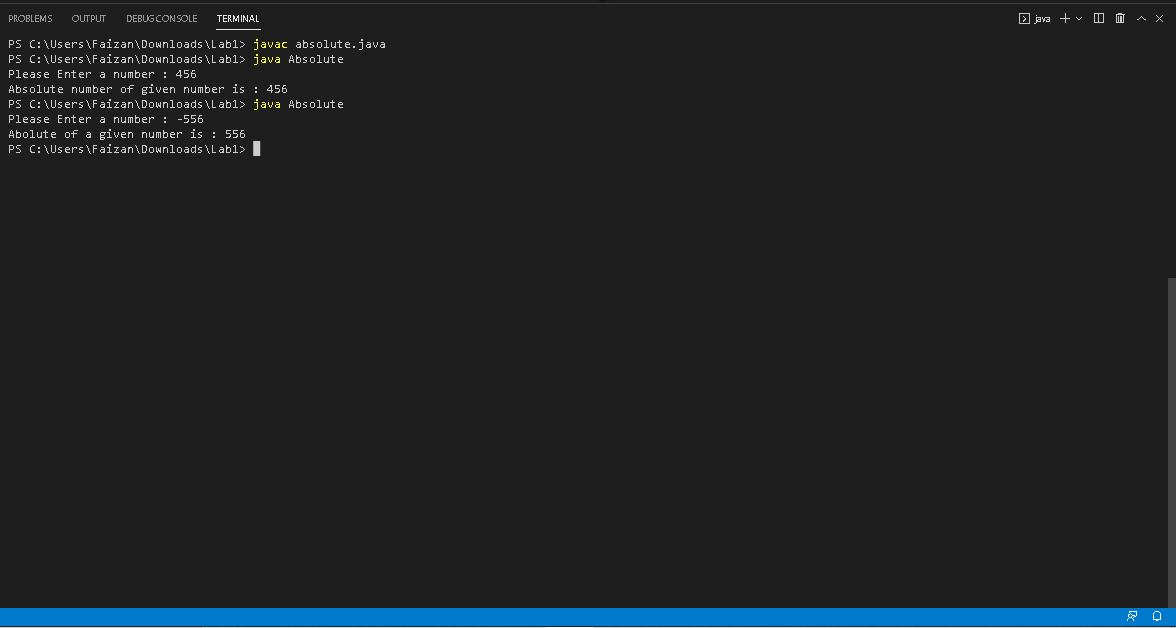 PROBLEMS OUTPUT DEBUG CONSOLE TERMINAL java
PS C:\Users\Faizan\Downloads\Lab1> javac absolute.java
PS C:\Users\Faizan\Downloads\Lab1> java Absolute
Please Enter a number : 456
Absolute number of given number is : 456
PS C:\Users\Faizan\Downloads\Lab1> java Absolute
Please Enter a number : -556
Abolute of a given number is : 556
PS C:\Users\Faizan\Downloads\Lab1>